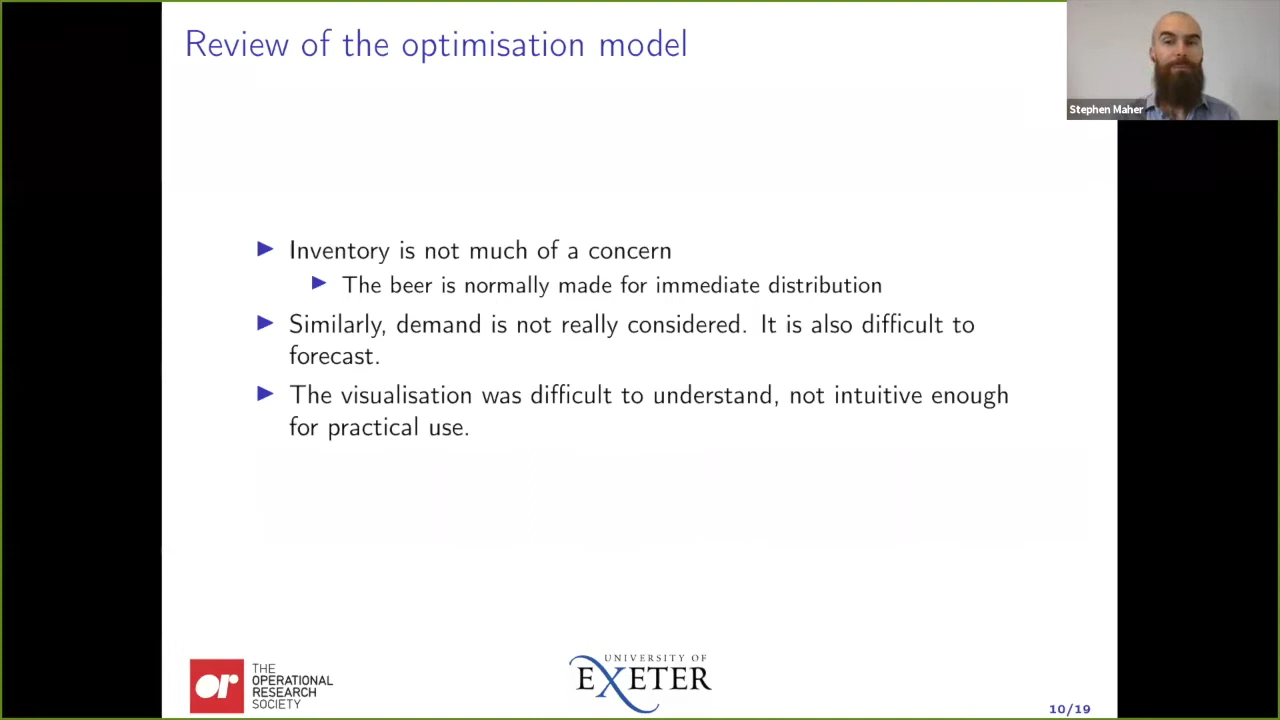 Review of the optimisation model
Stephen Maher
Inventory is not much of a concern
The beer is normally made for immediate distribution
Similarly, demand is not really considered. It is also difficult to
forecast.
The visualisation was difficult to understand, not intuitive enough
for practical use.
or
THE
OPERATIONAL
RESEARCH
SOCIETY
UNIVERSITY OF
EXETER
10/19